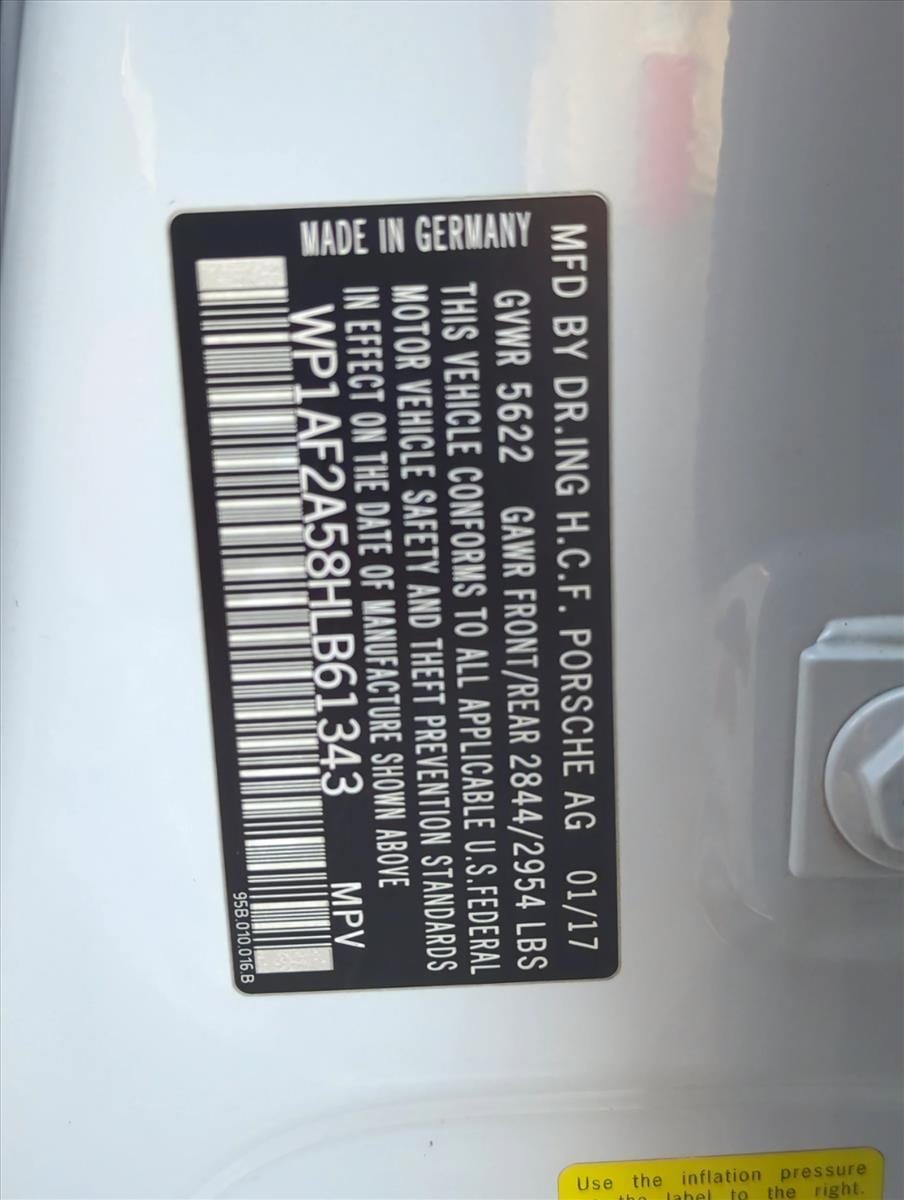 MFD BY DR.ING H.C.F. PORSCHE AG 01/17
GVWR 5622 GAWR FRONT/REAR 2844/2954 LBS
THIS VEHICLE CONFORMS TO ALL APPLICABLE U.S.FEDERAL
MOTOR VEHICLE SAFETY AND THEFT PREVENTION STANDARDS
IN EFFECT ON THE DATE OF MANUFACTURE SHOWN ABOVE
MADE IN GERMANY
WP1AF2A58HLB61343 MPV
95B.010.016.B
Use the inflation pressure
the label to the right.